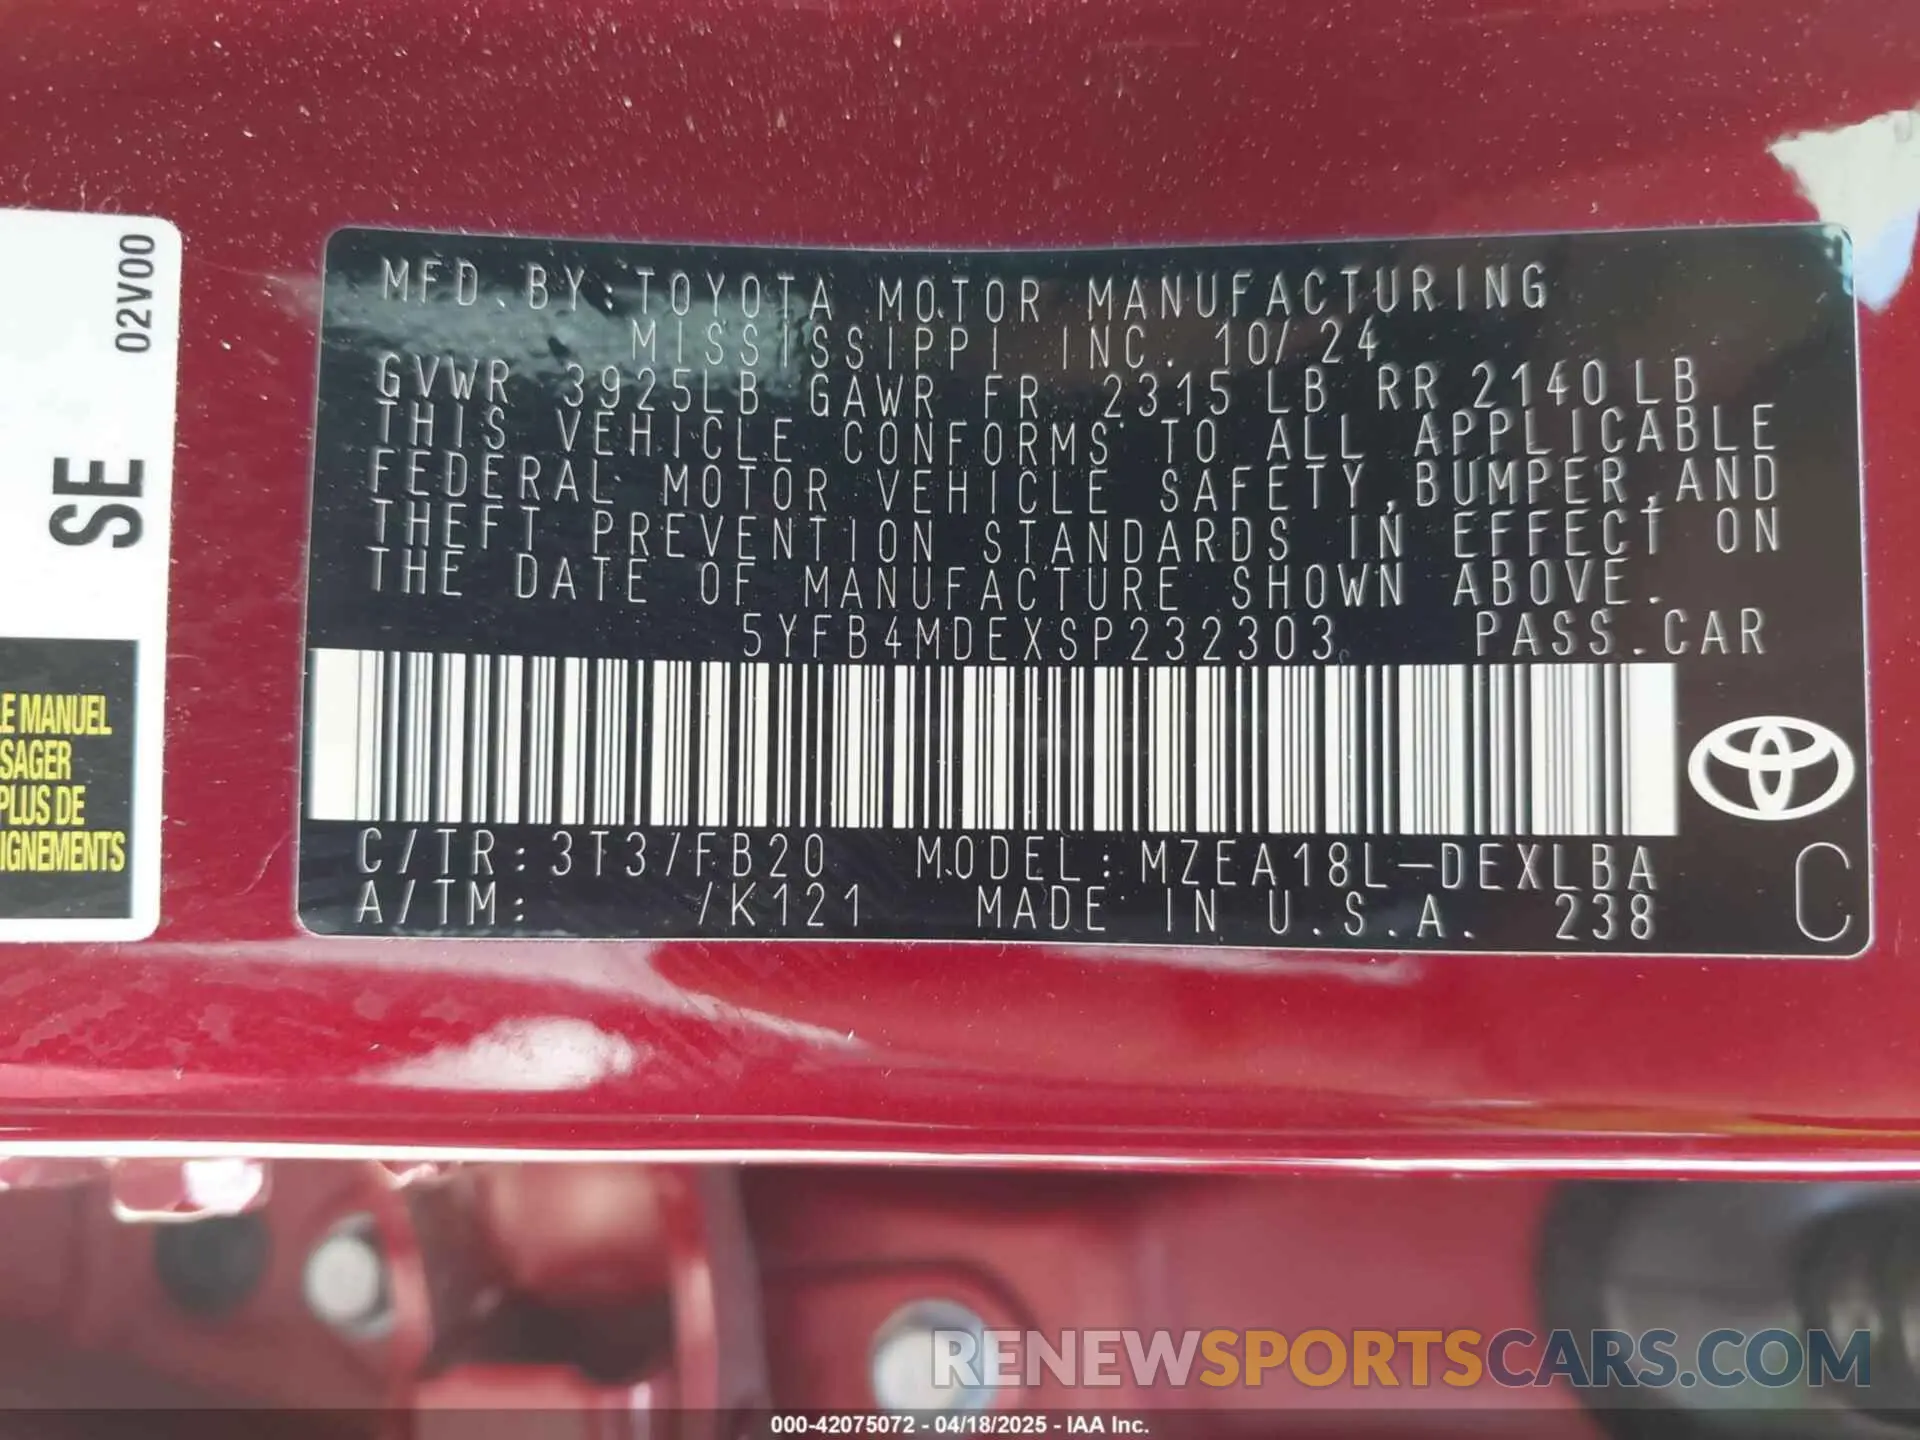 02V00
SE
LE MANUEL
SAGER
PLUS DE
IGNEMENTS
MFD. BY: TOYOTA MOTOR MANUFACTURING
MISSISSIPPI INC. 10/24
GVWR 3925LB GAWR FR 2315 LB RR 2140LB
THIS VEHICLE CONFORMS TO ALL APPLICABLE
FEDERAL MOTOR VEHICLE SAFETY,BUMPER,AND
THEFT PREVENTION STANDARDS IN EFFECT ON
THE DATE OF MANUFACTURE SHOWN ABOVE.
5YFB4MDEXSP232303 PASS.CAR
C/TR: 3T3/FB20 MODEL: MZEA18L-DEXLBA
A/TM: /K121 MADE IN U.S.A. 238 C
RENEWSPORTSCARS.COM
000-42075072 - 04/18/2025 - IAA Inc.